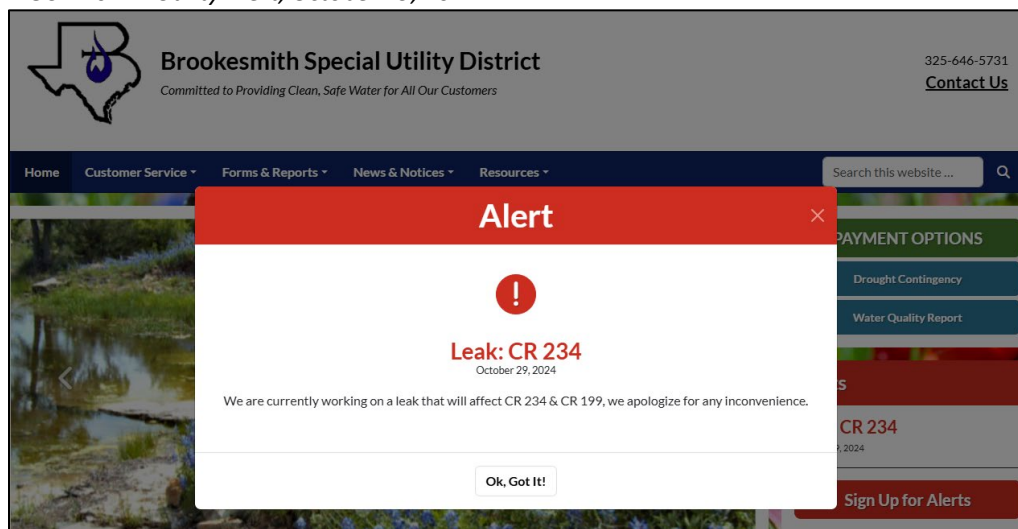 Brookesmith Special Utility District
Committed to Providing Clean, Safe Water for All Our Customers
325-646-5731
Contact Us
Home Customer Service Forms & Reports News & Notices Resources
Search this website ...
Alert
PAYMENT OPTIONS
Drought Contingency
Water Quality Report
Leak: CR 234
October 29, 2024
We are currently working on a leak that will affect CR 234 & CR 199, we apologize for any inconvenience.
CR 234
, 2024
Ok, Got It!
Sign Up for Alerts